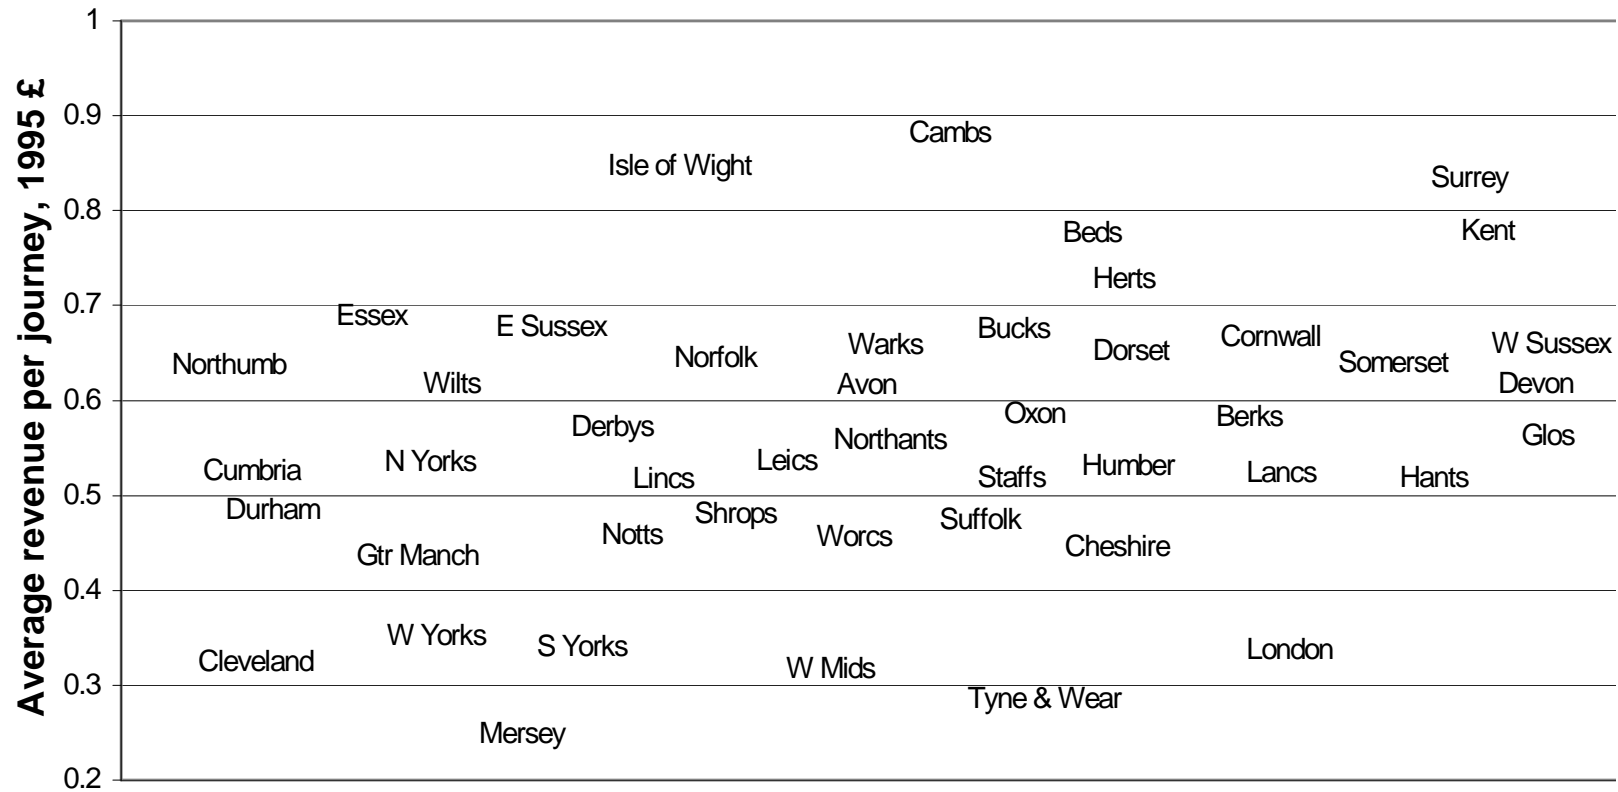 Average revenue per journey, 1995 £
1
0.9
0.8
0.7
0.6
0.5
0.4
0.3
0.2
Cambs
Isle of Wight
Surrey
Beds
Kent
Herts
Essex
E Sussex
Bucks
Cornwall
W Sussex
Warks
Dorset
Norfolk
Somerset
Northumb
Wilts
Avon
Devon
Oxon
Berks
Derbys
Glos
Northants
N Yorks
Leics
Humber
Cumbria
Lancs
Staffs
Hants
Lincs
Durham
Shrops
Suffolk
Notts
Worcs
Cheshire
Gtr Manch
W Yorks
S Yorks
London
Cleveland
W Mids
Tyne & Wear
Mersey